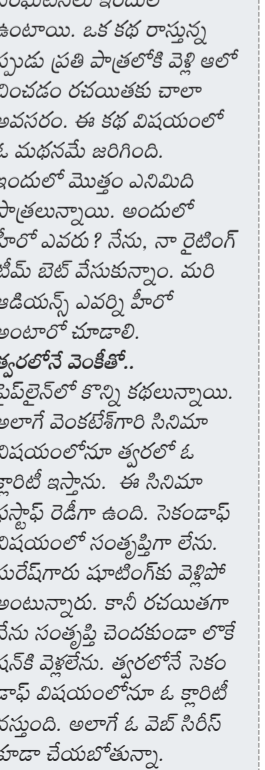 ఉంటాయి. ఒక కథ రాస్తున్న
ప్పుడు ప్రతి పాత్రలోకి వెళ్లి ఆలో
చించడం రచయితకు చాలా
అవసరం. ఈ కథ విషయంలో
ఓ మథనమే జరిగింది.
ఇందులో మొత్తం ఎనిమిది
పాత్రలున్నాయి. అందులో
హీరో ఎవరు? నేను, నా రైటింగ్
టీమ్ బెట్ వేసుకున్నాం. మరి
ఆడియన్స్ ఎవర్ని హీరో
అంటారో చూడాలి.
త్వరలోనే వెంకీతో..
పైప్‌లైన్‌లో కొన్ని కథలున్నాయి.
అలాగే వెంకటేశ్‌గారి సినిమా
విషయంలోనూ త్వరలో ఓ
క్లారిటీ ఇస్తాను. ఈ సినిమా
ఫస్టాఫ్ రెడీగా ఉంది. సెకండాఫ్
విషయంలో సంతృప్తిగా లేను.
సురేష్‌గారు షూటింగ్‌కు వెళ్లిపో
అంటున్నారు. కానీ రచయితగా
నేను సంతృప్తి చెందకుండా లొకే
షన్‌కి వెళ్లలేను. త్వరలోనే సెకం
డాఫ్ విషయంలోనూ ఓ క్లారిటీ
వస్తుంది. అలాగే ఓ వెబ్ సిరీస్
కూడా చేయబోతున్నా.